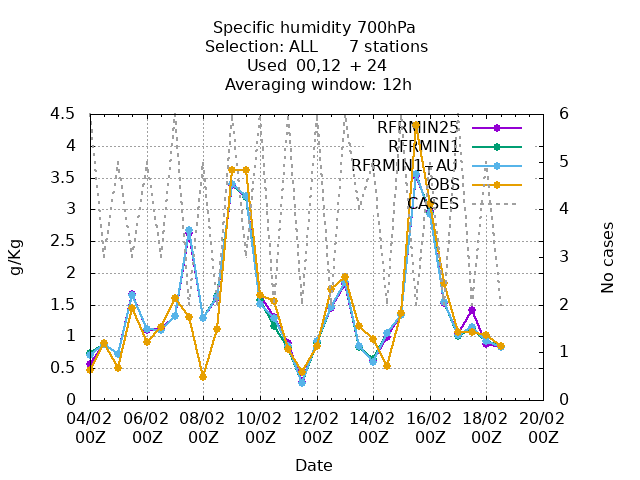 Specific humidity 700hPa
Selection: ALL 7 stations
Used 00,12 + 24
Averaging window: 12h
g/Kg
4.5
4
3.5
3
2.5
2
1.5
1
0.5
0
RFRMIN25
RFRMIN1
RFRMIN1-AU
OBS
CASES
6
5
4
3
2
1
0
No cases
04/02 06/02 08/02 10/02 12/02 14/02 16/02 18/02 20/02
00Z 00Z 00Z 00Z 00Z 00Z 00Z 00Z 00Z
Date